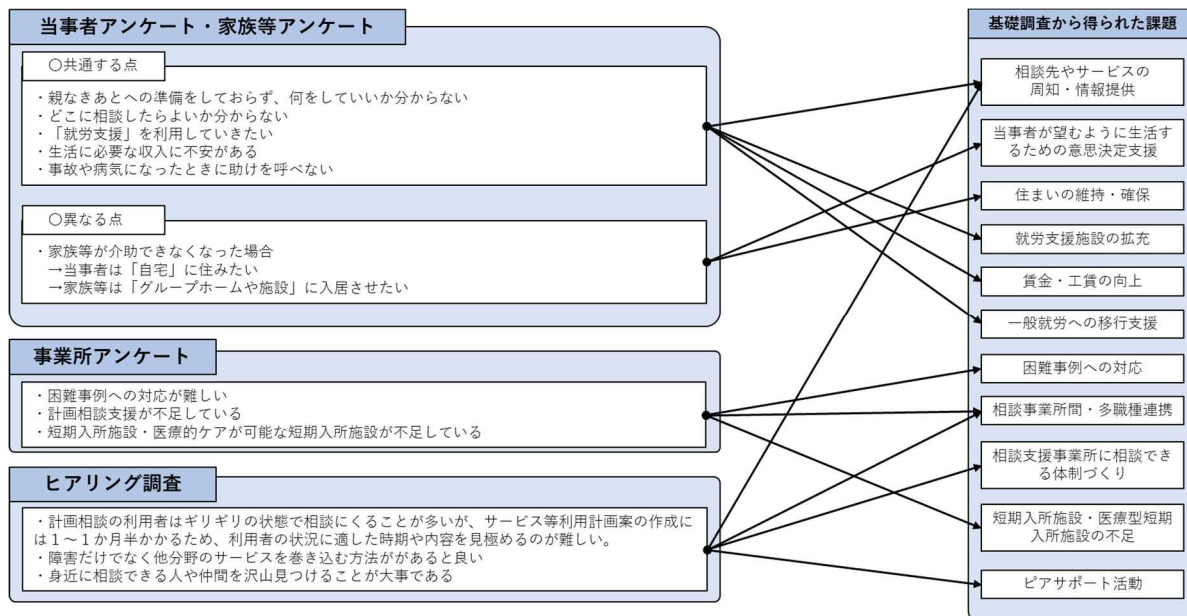 当事者アンケート・家族等アンケート
〇共通する点
・親なきあとへの準備をしておらず、何をしていいか分からない
・どこに相談したらよいか分からない
・「就労支援」を利用していきたい
・生活に必要な収入に不安がある
・事故や病気になったときに助けを呼べない
〇異なる点
・家族等が介助できなくなった場合
→当事者は「自宅」に住みたい
→家族等は「グループホームや施設」に入居させたい
事業所アンケート
・困難事例への対応が難しい
・計画相談支援が不足している
・短期入所施設・医療的ケアが可能な短期入所施設が不足している
ヒアリング調査
・計画相談の利用者はギリギリの状態で相談にくることが多いが、サービス等利用計画案の作成に
は１～１か月半かかるため、利用者の状況に適した時期や内容を見極めるのが難しい。
・障害だけでなく他分野のサービスを巻き込む方法ががあると良い
・身近に相談できる人や仲間を沢山見つけることが大事である
基礎調査から得られた課題
相談先やサービスの
周知・情報提供
当事者が望むように生活す
るための意思決定支援
住まいの維持・確保
就労支援施設の拡充
賃金・工賃の向上
一般就労への移行支援
困難事例への対応
相談事業所間・多職種連携
相談支援事業所に相談でき
る体制づくり
短期入所施設・医療型短期
入所施設の不足
ピアサポート活動